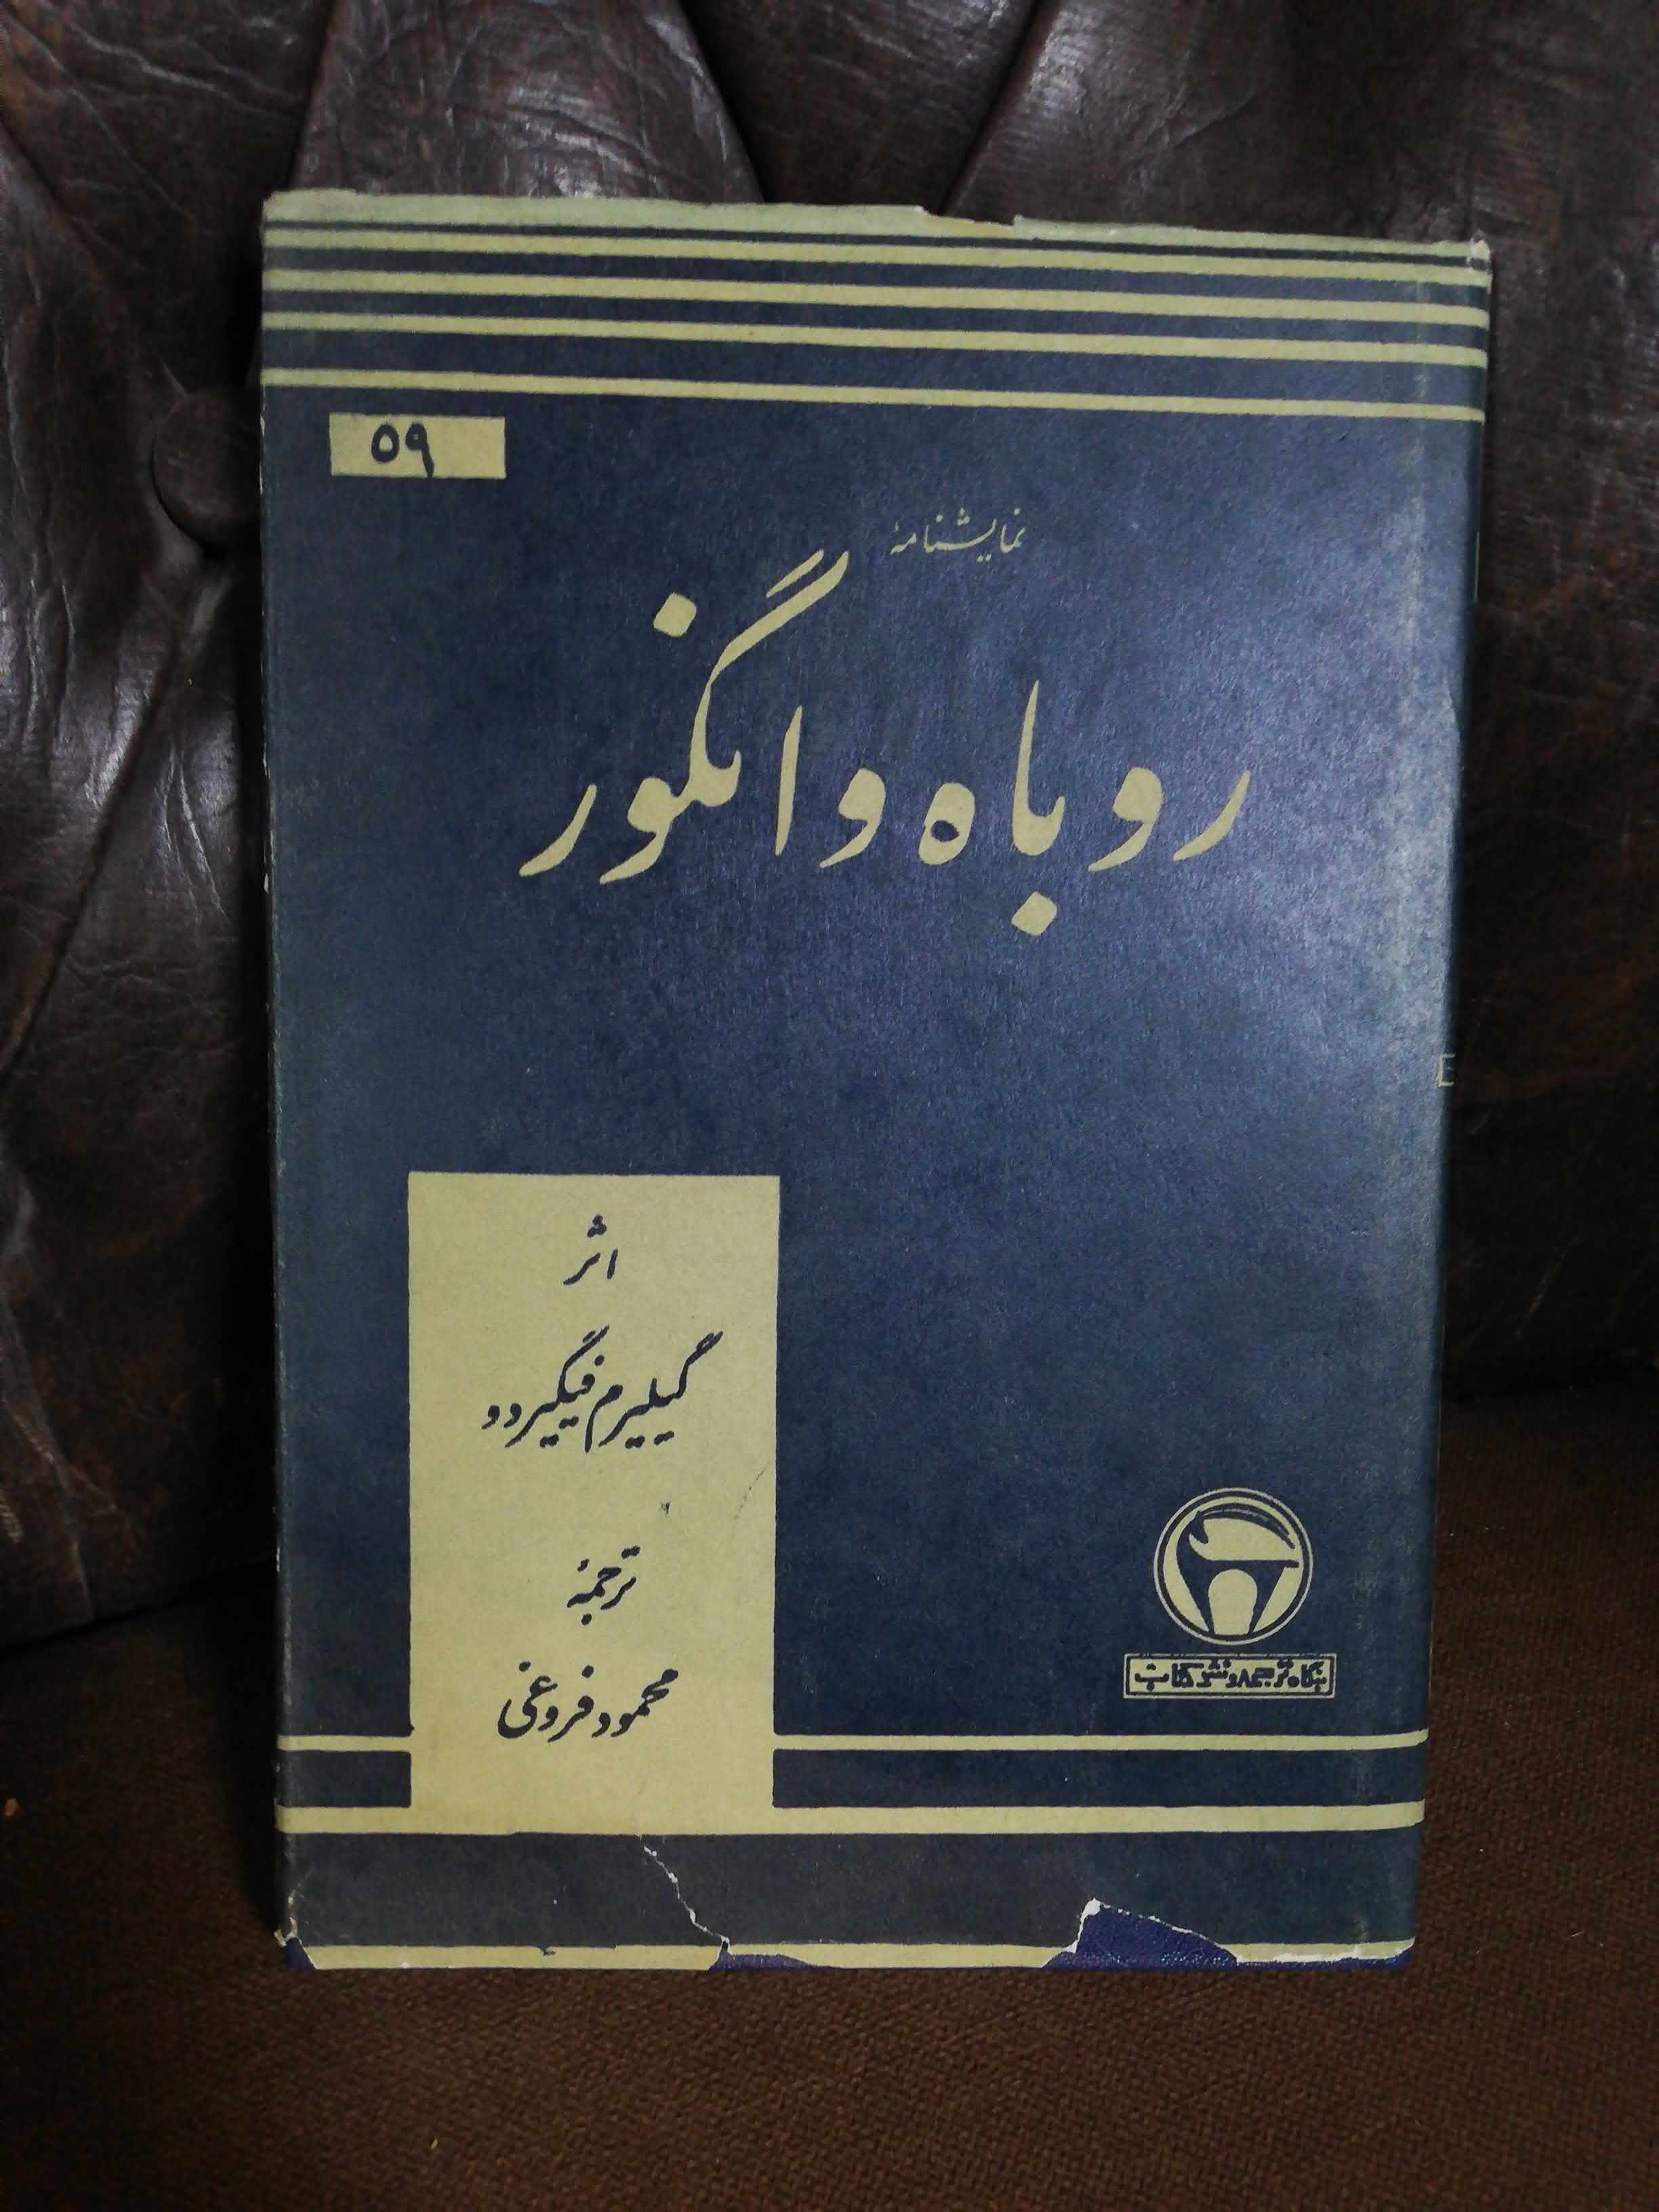 ۵۹
نمایشنامهٔ
روباه و انگور
اثر
گیلیرم فیگیردو
ترجمهٔ
محمود فروغی
بنگاه ترجمه و نشر کتاب
E